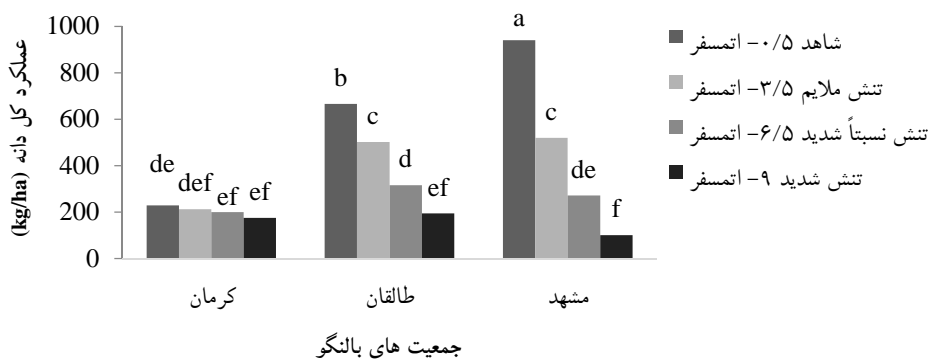 عملکرد کل دانه (kg/ha)
1000
800
600
400
200
0
de
def
ef
ef
b
c
d
ef
a
c
de
f
کرمان
طالقان
مشهد
جمعیت های بالنگو
شاهد ۰/۵- اتمسفر
تنش ملایم ۳/۵- اتمسفر
تنش نسبتاً شدید ۶/۵- اتمسفر
تنش شدید ۹- اتمسفر